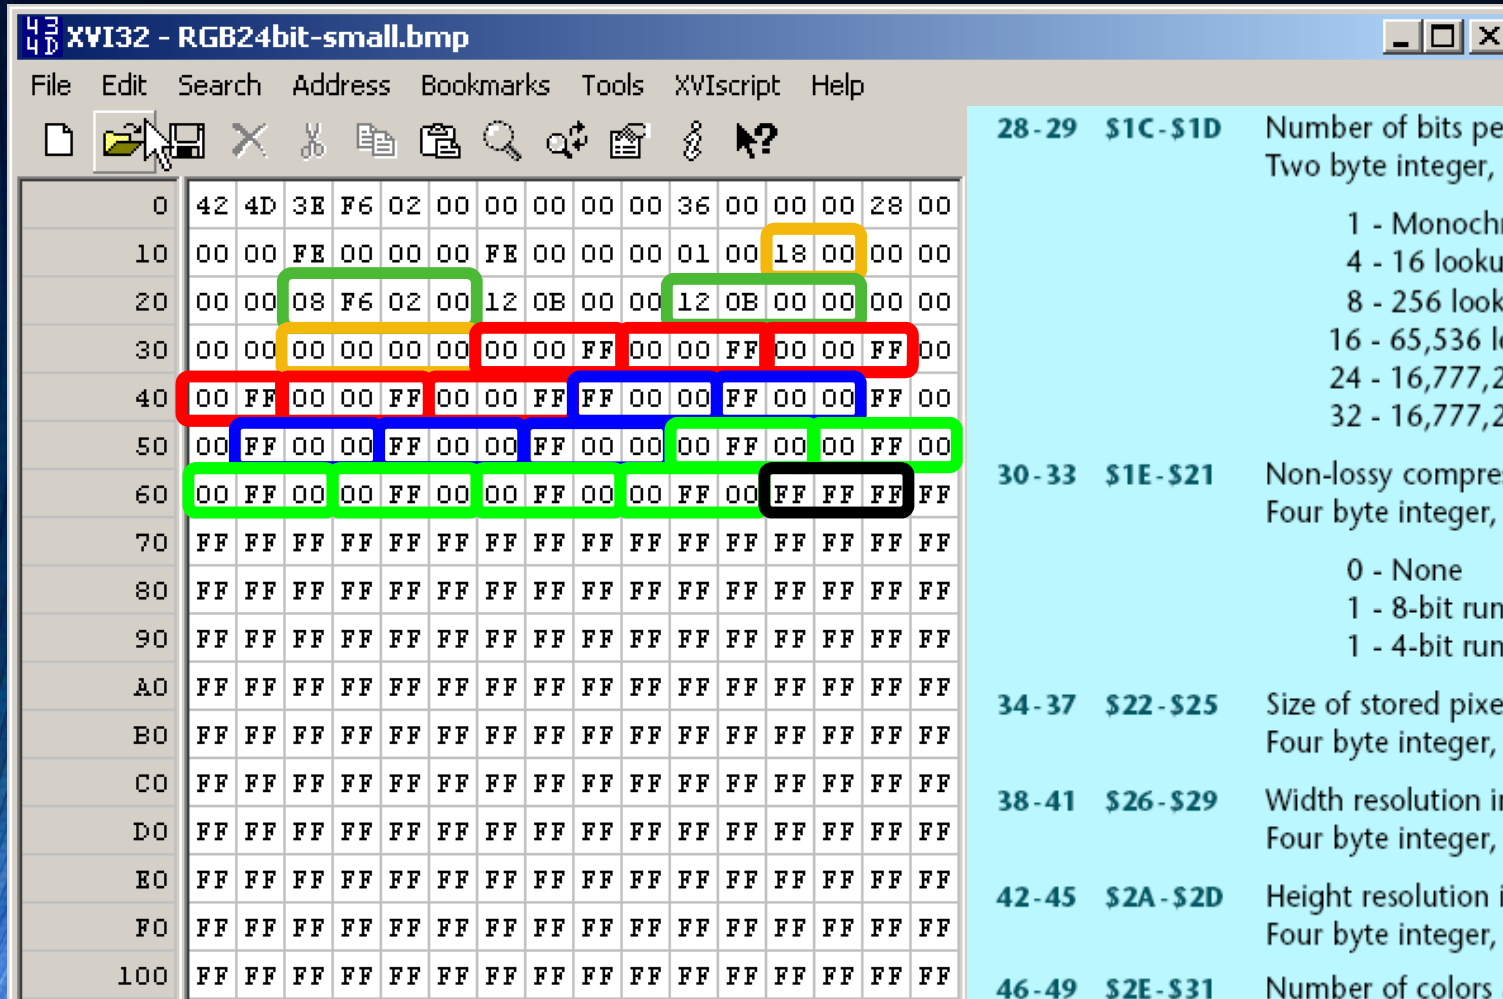 XVI32 - RGB24bit-small.bmp
File Edit Search Address Bookmarks Tools XVIscript Help
0 42 4D 3E F6 02 00 00 00 00 00 36 00 00 00 28 00
10 00 00 FE 00 00 00 FE 00 00 00 01 00 18 00 00 00
20 00 00 08 F6 02 00 12 0B 00 00 12 0B 00 00 00 00
30 00 00 00 00 00 00 00 00 FF 00 00 FF 00 00 FF 00
40 00 FF 00 00 FF 00 00 FF FF 00 00 FF 00 00 FF 00
50 00 FF 00 00 FF 00 00 FF 00 00 00 FF 00 00 FF 00
60 00 FF 00 00 FF 00 00 FF 00 00 FF 00 FF FF FF FF
70 FF FF FF FF FF FF FF FF FF FF FF FF FF FF FF FF
80 FF FF FF FF FF FF FF FF FF FF FF FF FF FF FF FF
90 FF FF FF FF FF FF FF FF FF FF FF FF FF FF FF FF
A0 FF FF FF FF FF FF FF FF FF FF FF FF FF FF FF FF
B0 FF FF FF FF FF FF FF FF FF FF FF FF FF FF FF FF
C0 FF FF FF FF FF FF FF FF FF FF FF FF FF FF FF FF
D0 FF FF FF FF FF FF FF FF FF FF FF FF FF FF FF FF
E0 FF FF FF FF FF FF FF FF FF FF FF FF FF FF FF FF
F0 FF FF FF FF FF FF FF FF FF FF FF FF FF FF FF FF
100 FF FF FF FF FF FF FF FF FF FF FF FF FF FF FF FF
28-29 $1C-$1D Number of bits pe
Two byte integer,
1 - Monoch
4 - 16 looku
8 - 256 look
16 - 65,536 l
24 - 16,777,2
32 - 16,777,2
30-33 $1E-$21 Non-lossy compre
Four byte integer,
0 - None
1 - 8-bit run
1 - 4-bit run
34-37 $22-$25 Size of stored pixe
Four byte integer,
38-41 $26-$29 Width resolution i
Four byte integer,
42-45 $2A-$2D Height resolution i
Four byte integer,
46-49 $2E-$31 Number of colors